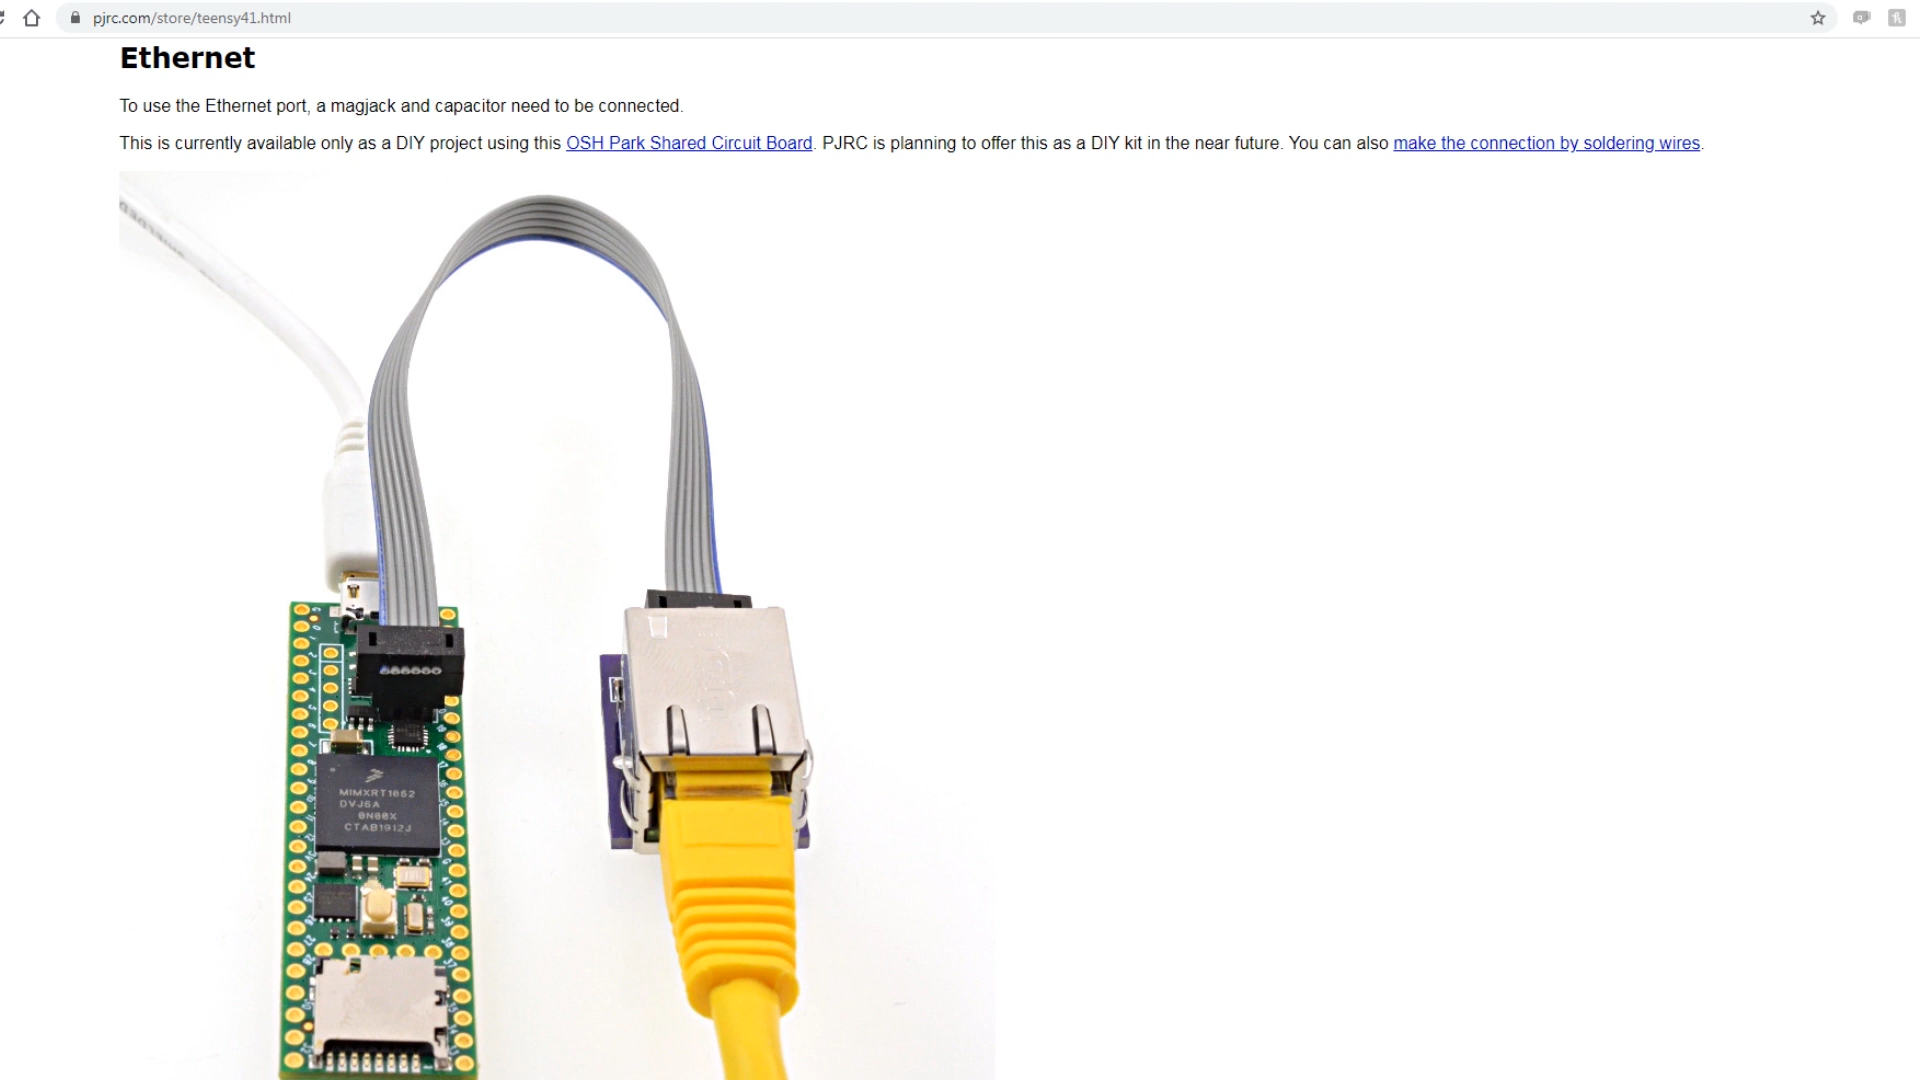 pjrc.com/store/teensy41.html
Ethernet
To use the Ethernet port, a magjack and capacitor need to be connected.
This is currently available only as a DIY project using this OSH Park Shared Circuit Board. PJRC is planning to offer this as a DIY kit in the near future. You can also make the connection by soldering wires.
MIMXRT1062
DVJ6A
0N00X
CTAB1912J